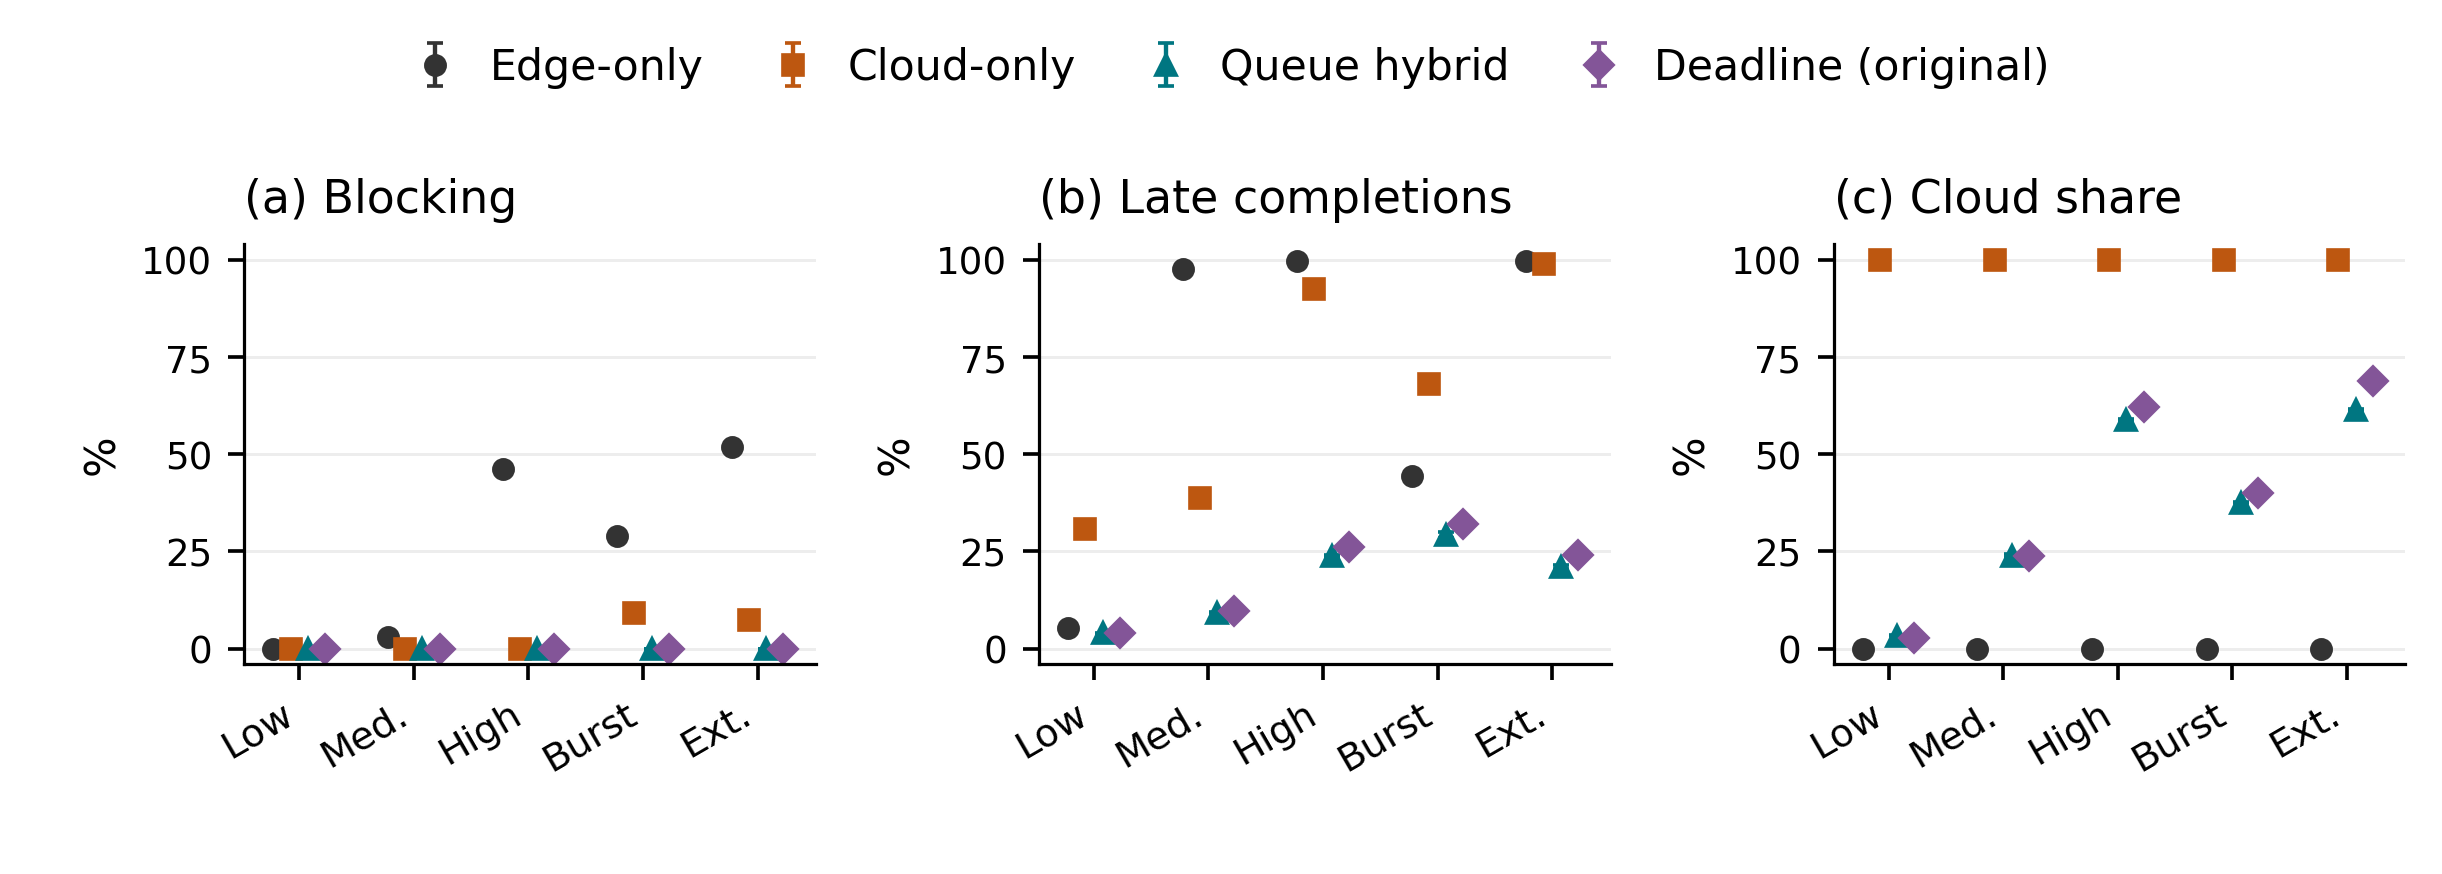 Edge-only Cloud-only Queue hybrid Deadline (original)
(a) Blocking
100
75
50
25
0
%
Low Med. High Burst Ext.
(b) Late completions
100
75
50
25
0
%
Low Med. High Burst Ext.
(c) Cloud share
100
75
50
25
0
%
Low Med. High Burst Ext.